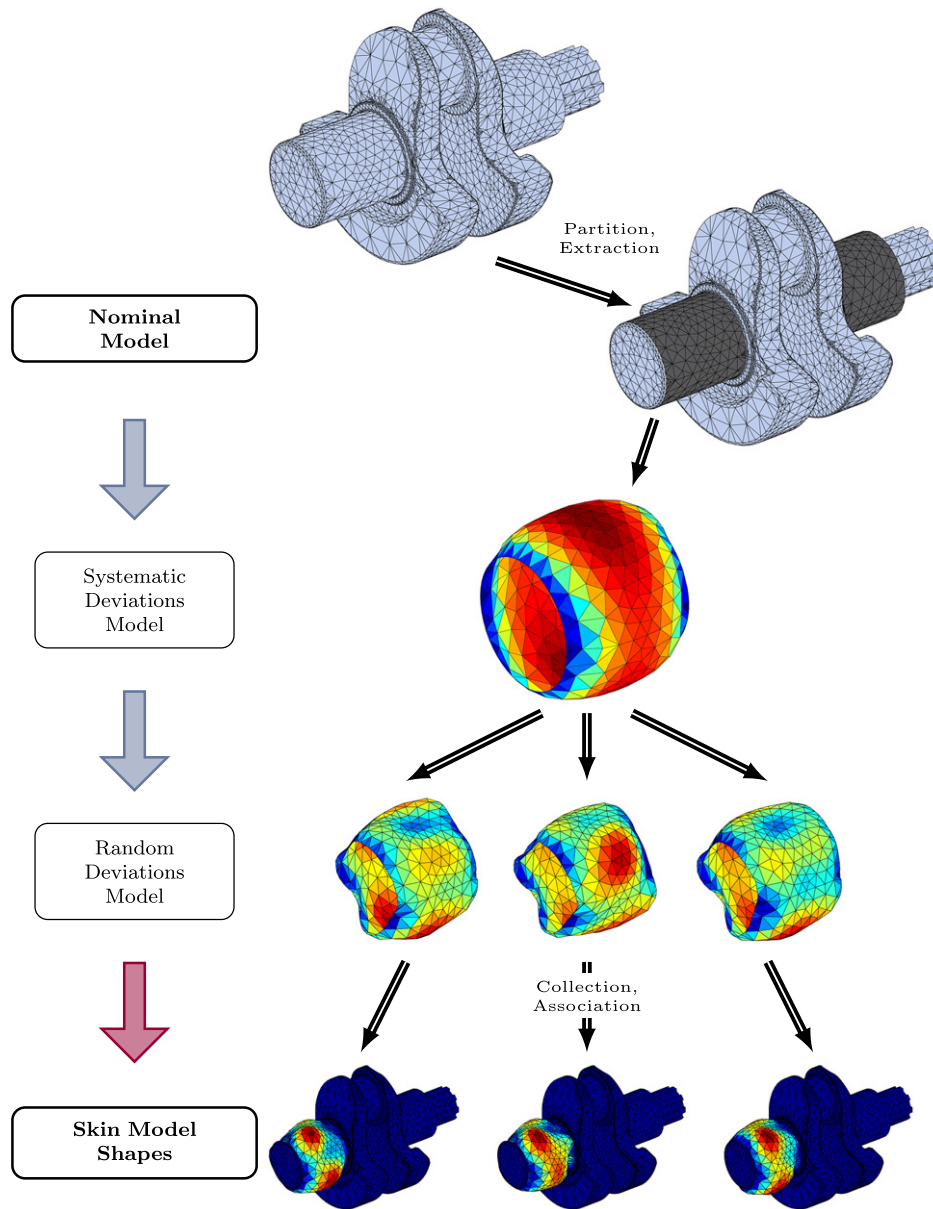 Partition,
Extraction
Nominal
Model
Systematic
Deviations
Model
Random
Deviations
Model
Collection,
Association
Skin Model
Shapes